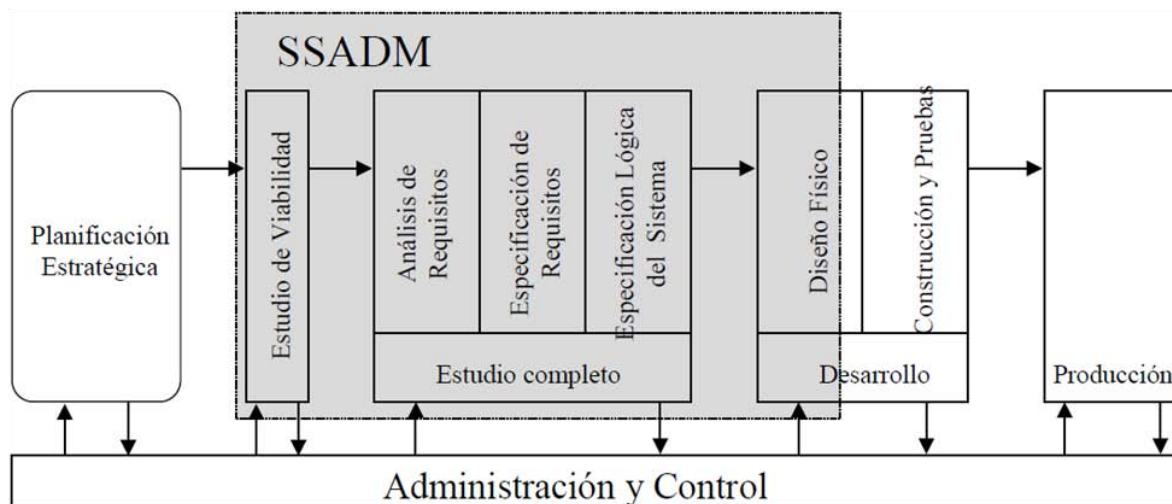 SSADM
Planificación
Estratégica
Estudio de Viabilidad
Análisis de
Requisitos
Especificación de
Requisitos
Especificación Lógica
del Sistema
Estudio completo
Diseño Físico
Construcción y Pruebas
Desarrollo
Producción
Administración y Control